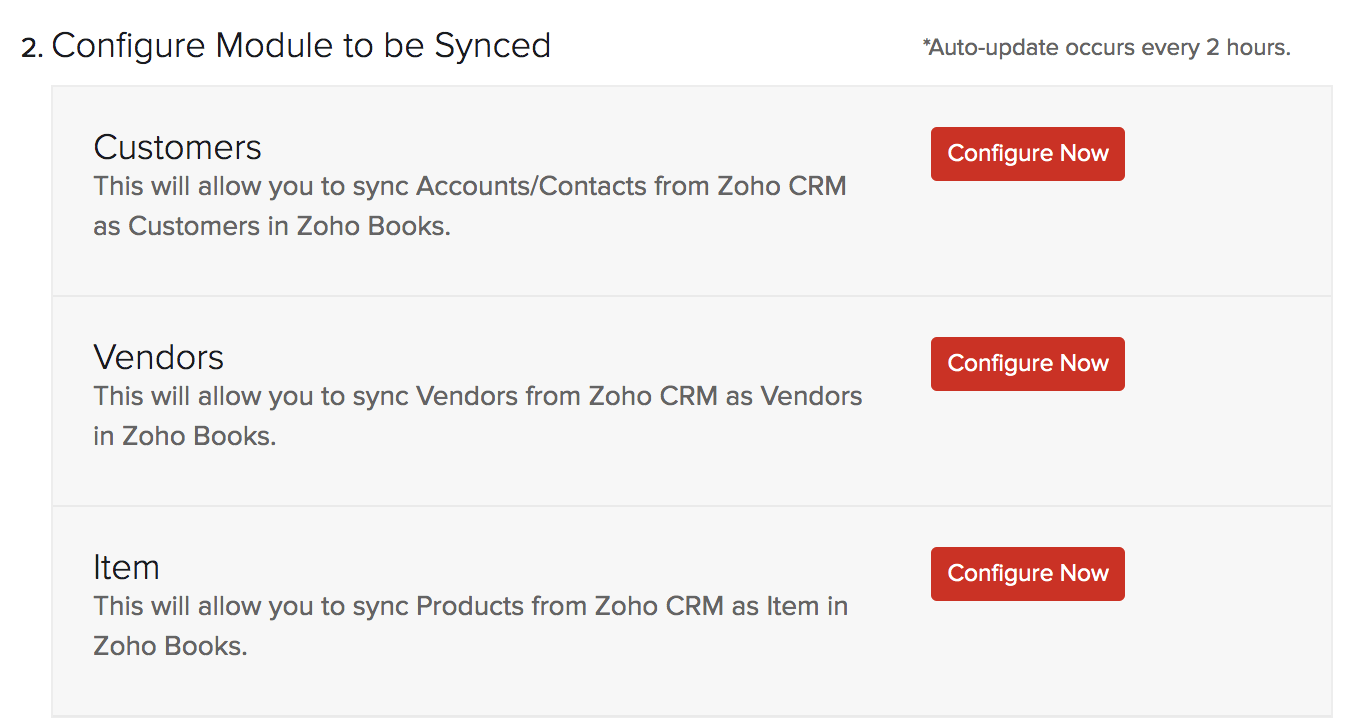 2. Configure Module to be Synced
*Auto-update occurs every 2 hours.
Customers
Configure Now
This will allow you to sync Accounts/Contacts from Zoho CRM
as Customers in Zoho Books.
Vendors
Configure Now
This will allow you to sync Vendors from Zoho CRM as Vendors
in Zoho Books.
Item
Configure Now
This will allow you to sync Products from Zoho CRM as Item in
Zoho Books.